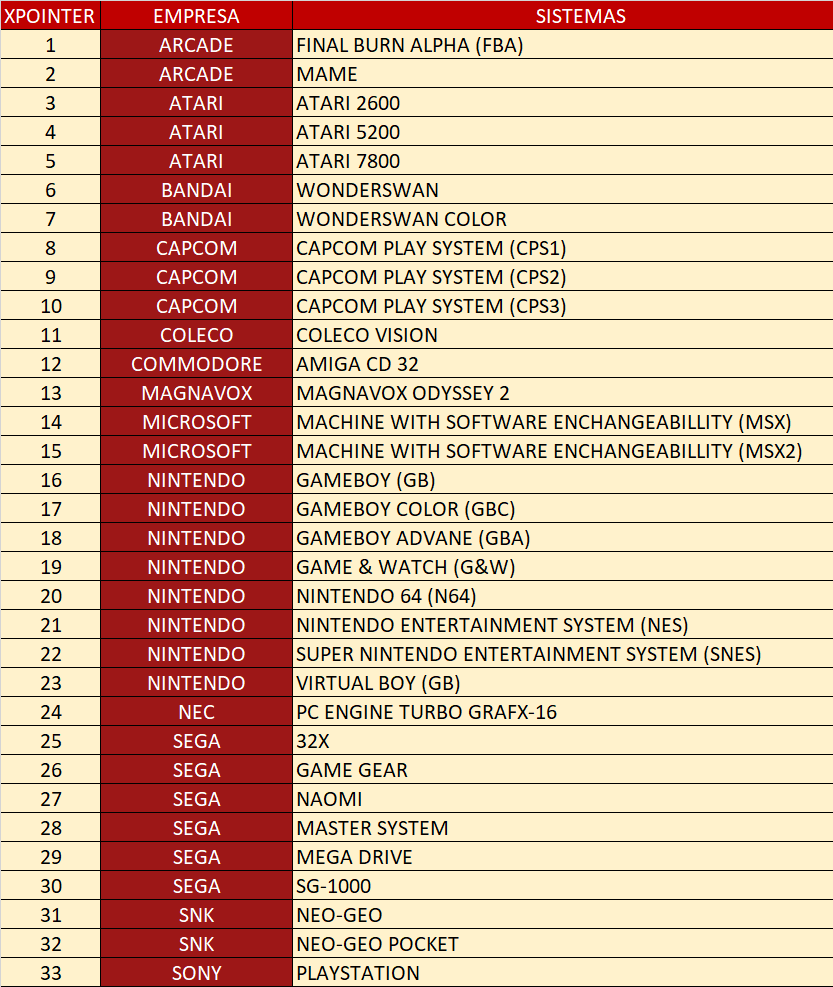 XPOINTER EMPRESA SISTEMAS
1 ARCADE FINAL BURN ALPHA (FBA)
2 ARCADE MAME
3 ATARI ATARI 2600
4 ATARI ATARI 5200
5 ATARI ATARI 7800
6 BANDAI WONDERSWAN
7 BANDAI WONDERSWAN COLOR
8 CAPCOM CAPCOM PLAY SYSTEM (CPS1)
9 CAPCOM CAPCOM PLAY SYSTEM (CPS2)
10 CAPCOM CAPCOM PLAY SYSTEM (CPS3)
11 COLECO COLECO VISION
12 COMMODORE AMIGA CD 32
13 MAGNAVOX MAGNAVOX ODYSSEY 2
14 MICROSOFT MACHINE WITH SOFTWARE ENCHANGEABILLITY (MSX)
15 MICROSOFT MACHINE WITH SOFTWARE ENCHANGEABILLITY (MSX2)
16 NINTENDO GAMEBOY (GB)
17 NINTENDO GAMEBOY COLOR (GBC)
18 NINTENDO GAMEBOY ADVANE (GBA)
19 NINTENDO GAME & WATCH (G&W)
20 NINTENDO NINTENDO 64 (N64)
21 NINTENDO NINTENDO ENTERTAINMENT SYSTEM (NES)
22 NINTENDO SUPER NINTENDO ENTERTAINMENT SYSTEM (SNES)
23 NINTENDO VIRTUAL BOY (GB)
24 NEC PC ENGINE TURBO GRAFX-16
25 SEGA 32X
26 SEGA GAME GEAR
27 SEGA NAOMI
28 SEGA MASTER SYSTEM
29 SEGA MEGA DRIVE
30 SEGA SG-1000
31 SNK NEO-GEO
32 SNK NEO-GEO POCKET
33 SONY PLAYSTATION